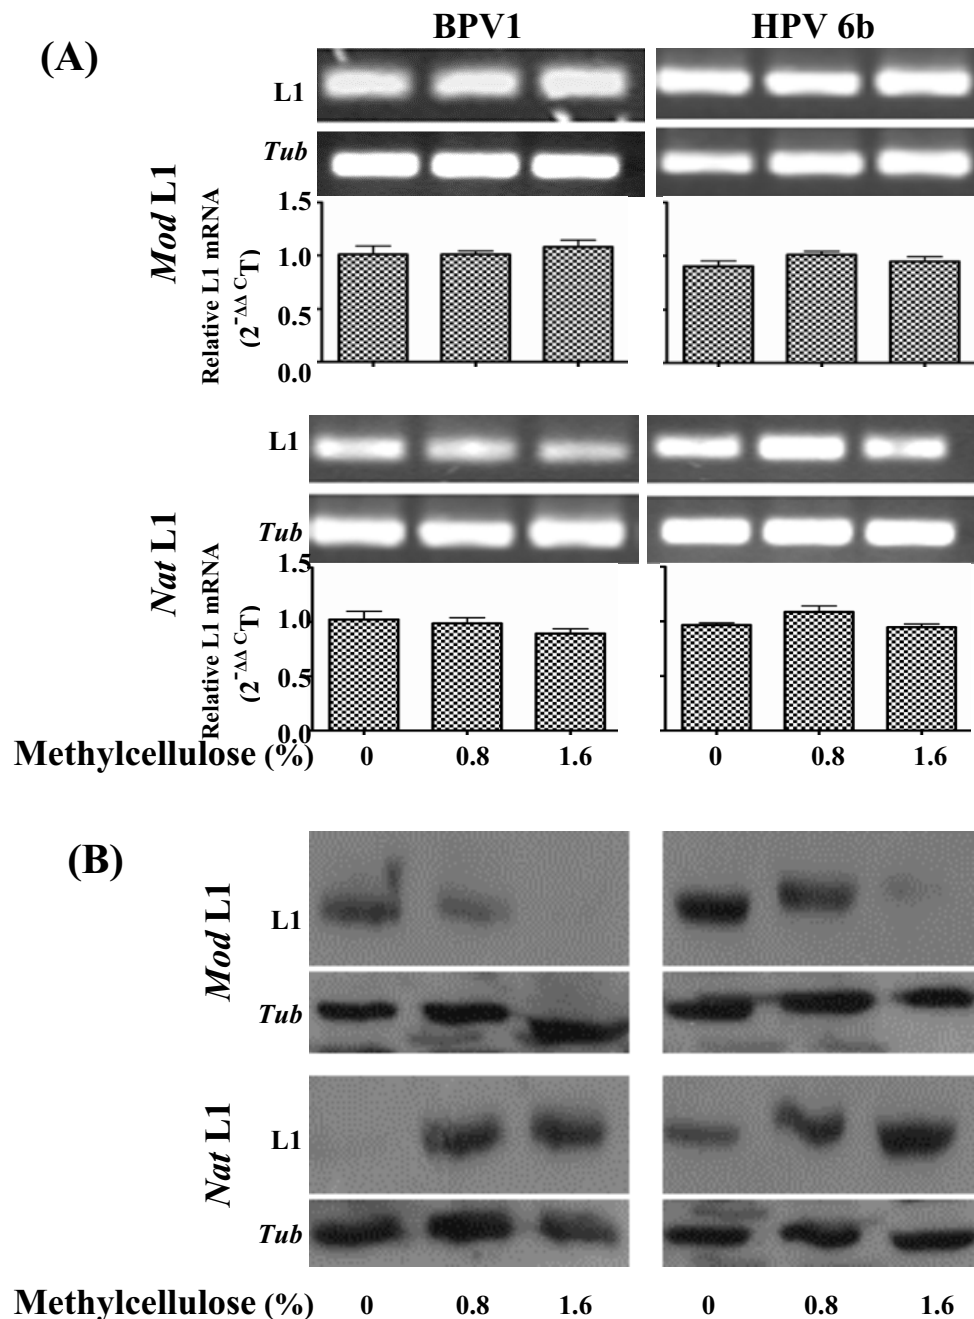 BPV1 HPV 6b
(A)
L1
Tub
Mod L1
Relative L1 mRNA
(2^-ΔΔCT)
1.5
1.0
0.5
0.0
L1
Tub
Nat L1
Relative L1 mRNA
(2^-ΔΔCT)
1.5
1.0
0.5
0.0
Methylcellulose (%) 0 0.8 1.6 0 0.8 1.6
(B)
Mod L1
L1
Tub
Nat L1
L1
Tub
Methylcellulose (%) 0 0.8 1.6 0 0.8 1.6